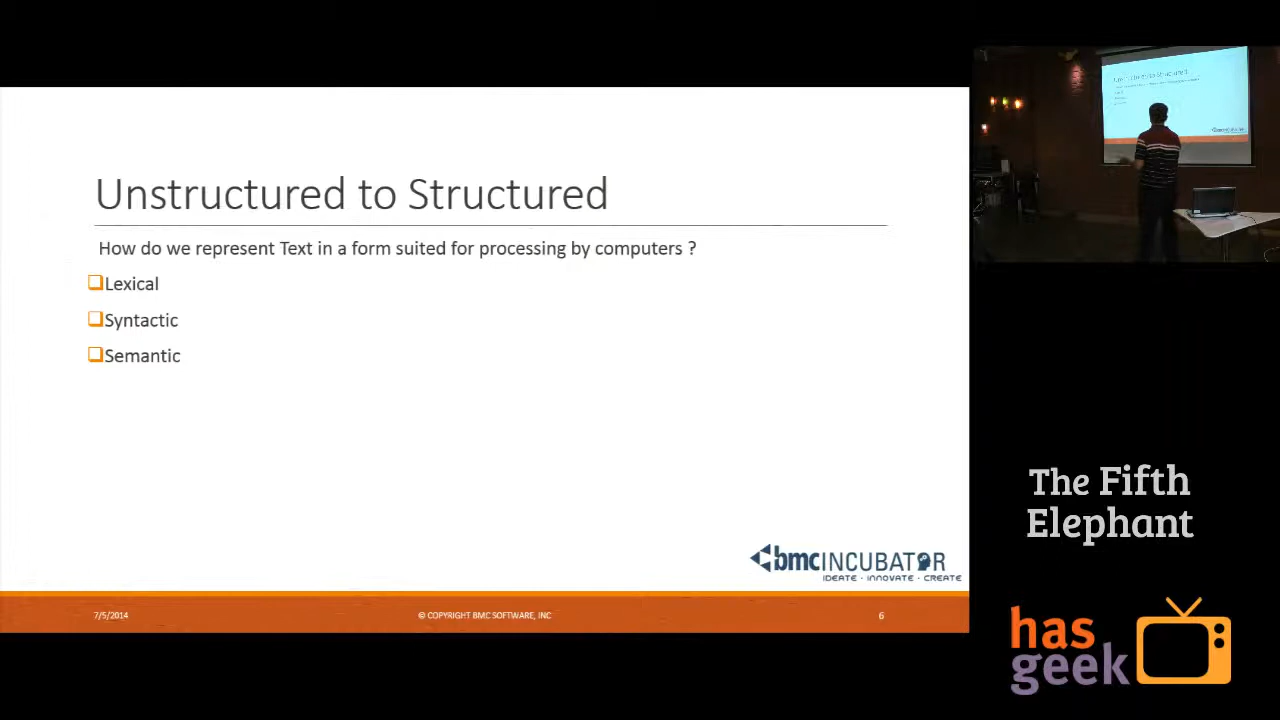 Unstructured to Structured
How do we represent Text in a form suited for processing by computers ?
Lexical
Syntactic
Semantic
bmcINCUBATOR
IDEATE - INNOVATE - CREATE
7/5/2014
© COPYRIGHT BMC SOFTWARE, INC
6
The Fifth
Elephant
has
geek